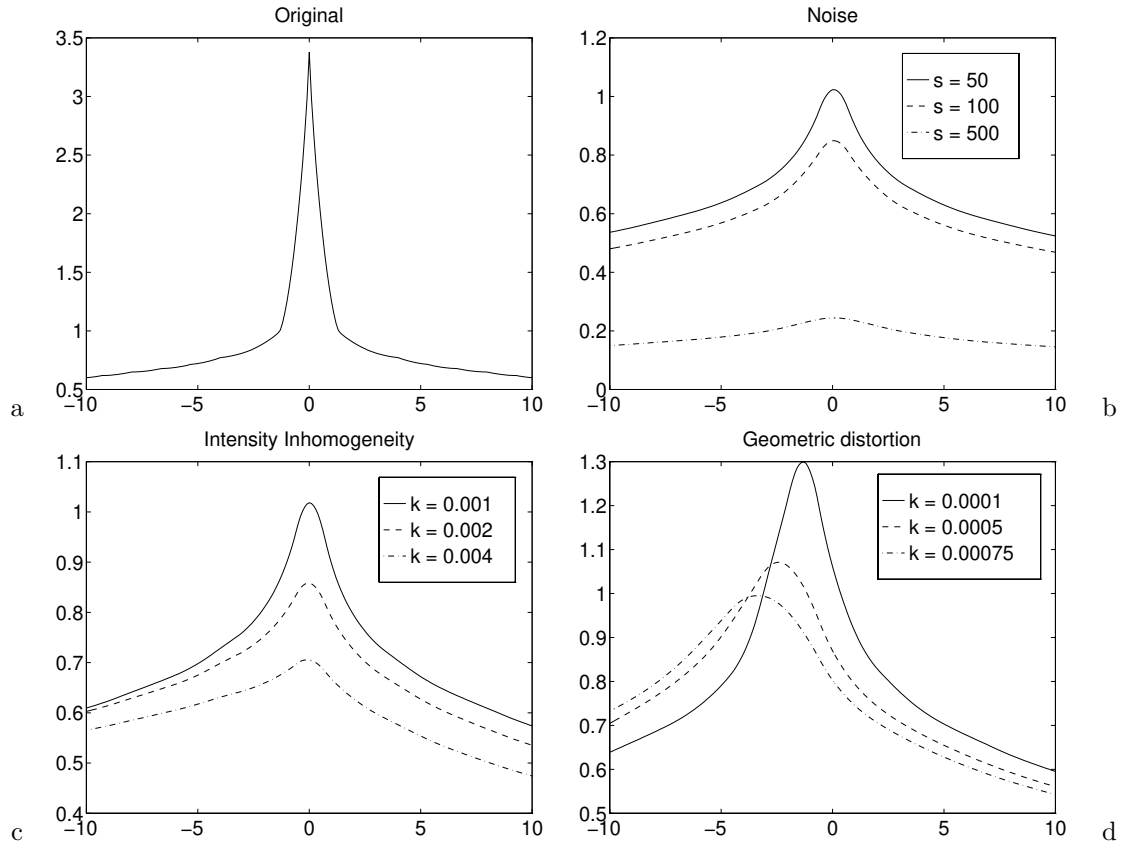 Original
3.5
3
2.5
2
1.5
1
0.5
−10 −5 0 5 10
a
Noise
1.2
1
0.8
0.6
0.4
0.2
0
−10 −5 0 5 10
s = 50
s = 100
s = 500
b
Intensity Inhomogeneity
1.1
1
0.9
0.8
0.7
0.6
0.5
0.4
−10 −5 0 5 10
k = 0.001
k = 0.002
k = 0.004
c
Geometric distortion
1.3
1.2
1.1
1
0.9
0.8
0.7
0.6
0.5
−10 −5 0 5 10
k = 0.0001
k = 0.0005
k = 0.00075
d